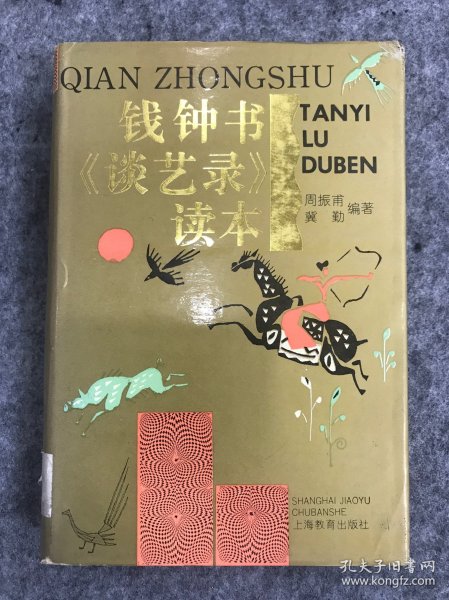 QIAN ZHONGSHU
钱钟书
《谈艺录》
读本
TANYI
LU
DUBEN
周振甫
冀勤
编著
SHANGHAI JIAOYU
CHUBANSHE
上海教育出版社
孔夫子旧书网
www.kongfz.com